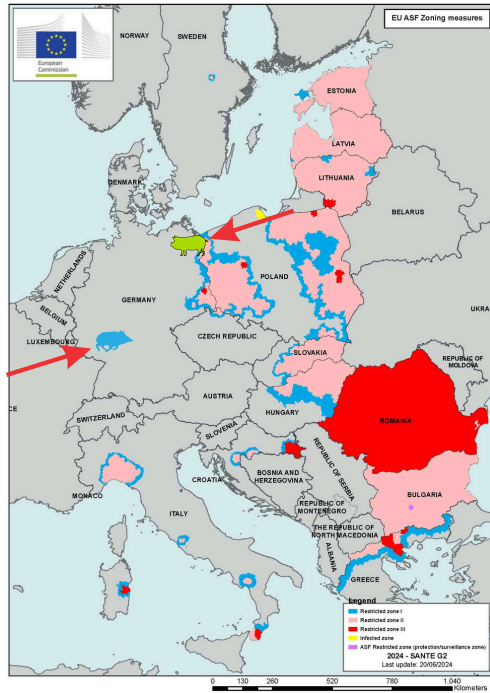 EU ASF Zoning measures
European
Commission
NORWAY
SWEDEN
ESTONIA
LATVIA
LITHUANIA
DENMARK
BELARUS
NETHERLANDS
POLAND
GERMANY
BELGIUM
UKRA
LUXEMBOURG
CZECH REPUBLIC
SLOVAKIA
REPUBLIC OF
MOLDOVA
AUSTRIA
CE
HUNGARY
SWITZERLAND
ROMANIA
SLOVENIA
CROATIA
BOSNIA AND
HERZEGOVINA
REPUBLIC OF SERBIA
MONACO
BULGARIA
ITALY
REPUBLIC OF
MONTENEGRO
THE REPUBLIC OF
NORTH MACEDONIA
ALBANIA
GREECE
Legend
Restricted zone I
Restricted zone II
Restricted zone III
Infected zone
ASF Restricted zone (protection/surveillance zone)
2024 - SANTE G2
Last update: 20/06/2024
0 130 260 520 780 1,040
Kilometers